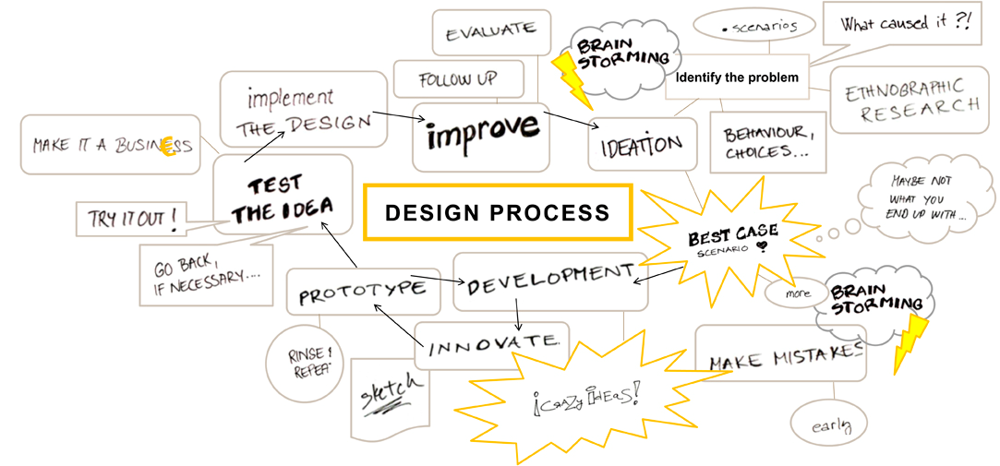 EVALUATE
FOLLOW UP
improve
BRAIN
STORMING
.scenarios
What caused it ?!
Identify the problem
ETHNOGRAPHIC
RESEARCH
BEHAVIOUR,
CHOICES...
IDEATION
implement
THE DESIGN
MAKE IT A BUSINESS
TEST
THE IDEA
TRY IT OUT !
GO BACK,
IF NECESSARY....
DESIGN PROCESS
MAYBE NOT
WHAT YOU
END UP WITH...
BEST CASE
SCENARIO
more
BRAIN
STORMING
DEVELOPMENT
PROTOTYPE
INNOVATE
RINSE &
REPEAT
sketch
¡CRAZY IDEAS!
MAKE MISTAKES
early